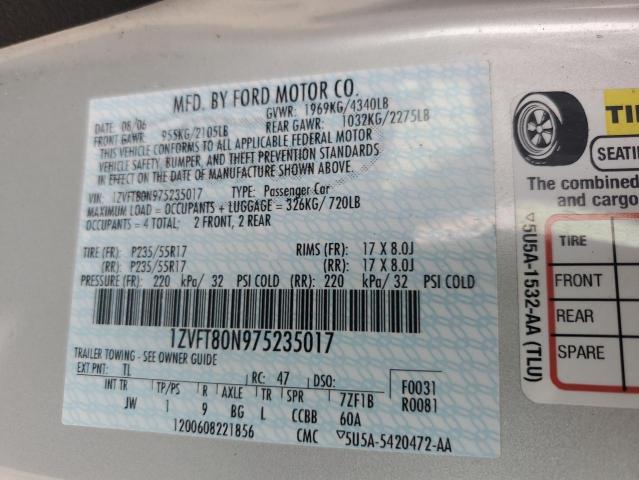 MFD. BY FORD MOTOR CO.
DATE: 08/06 GVWR: 1969KG/4340LB
FRONT GAWR: 955KG/2105LB REAR GAWR: 1032KG/2275LB
THIS VEHICLE CONFORMS TO ALL APPLICABLE FEDERAL MOTOR
VEHICLE SAFETY, BUMPER, AND THEFT PREVENTION STANDARDS
IN EFFECT ON THE DATE OF MANUFACTURE SHOWN ABOVE.
VIN: 1ZVFT80N975235017 TYPE: Passenger Car
MAXIMUM LOAD = OCCUPANTS + LUGGAGE = 326KG/ 720LB
OCCUPANTS = 4 TOTAL: 2 FRONT, 2 REAR
TIRE (FR): P235/55R17 RIMS (FR): 17 X 8.0J
(RR): P235/55R17 (RR): 17 X 8.0J
PRESSURE (FR): 220 kPa/ 32 PSI COLD (RR): 220 kPa/ 32 PSI COLD
1ZVFT80N975235017
TRAILER TOWING - SEE OWNER GUIDE
EXT PNT: TL RC: 47 DSO: F0031
INT TR TP/PS R AXLE TR SPR 7ZF1B R0081
JW 1 9 BG L CCBB 60A
1200608221856 CMC ▽5U5A-5420472-AA
▽5U5A-1532-AA (TLU)
SEATIN
The combined
and cargo
TIRE
FRONT
REAR
SPARE